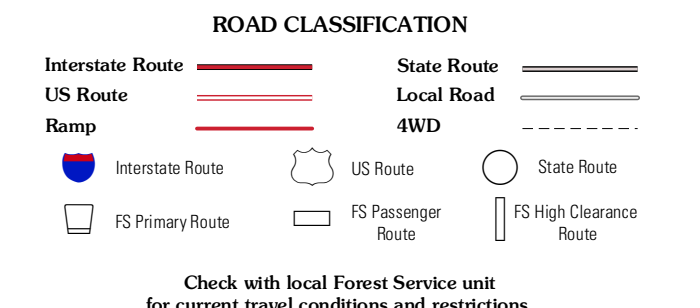 ROAD CLASSIFICATION
Interstate Route
State Route
US Route
Local Road
Ramp
4WD
Interstate Route
US Route
State Route
FS Primary Route
FS Passenger
Route
FS High Clearance
Route
Check with local Forest Service unit
for current travel conditions and restrictions